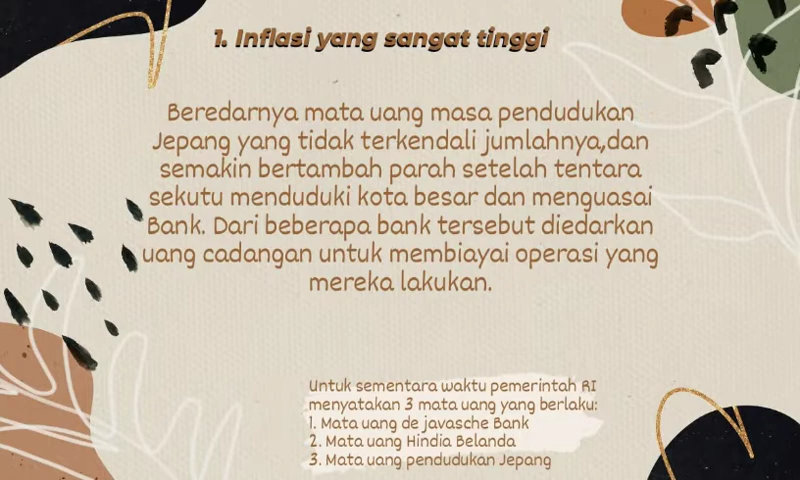 1. Inflasi yang sangat tinggi
Beredarnya mata uang masa pendudukan
Jepang yang tidak terkendali jumlahnya,dan
semakin bertambah parah setelah tentara
sekutu menduduki kota besar dan menguasai
Bank. Dari beberapa bank tersebut diedarkan
uang cadangan untuk membiayai operasi yang
mereka lakukan.
Untuk sementara waktu pemerintah RI
menyatakan 3 mata uang yang berlaku:
1. Mata uang de javasche Bank
2. Mata uang Hindia Belanda
3. Mata uang pendudukan Jepang